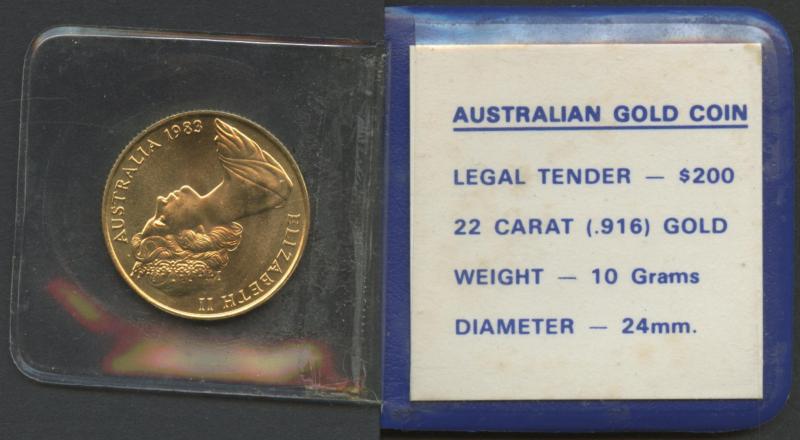 AUSTRALIA 1983
ELIZABETH II
AUSTRALIAN GOLD COIN
LEGAL TENDER — $200
22 CARAT (.916) GOLD
WEIGHT — 10 Grams
DIAMETER — 24mm.